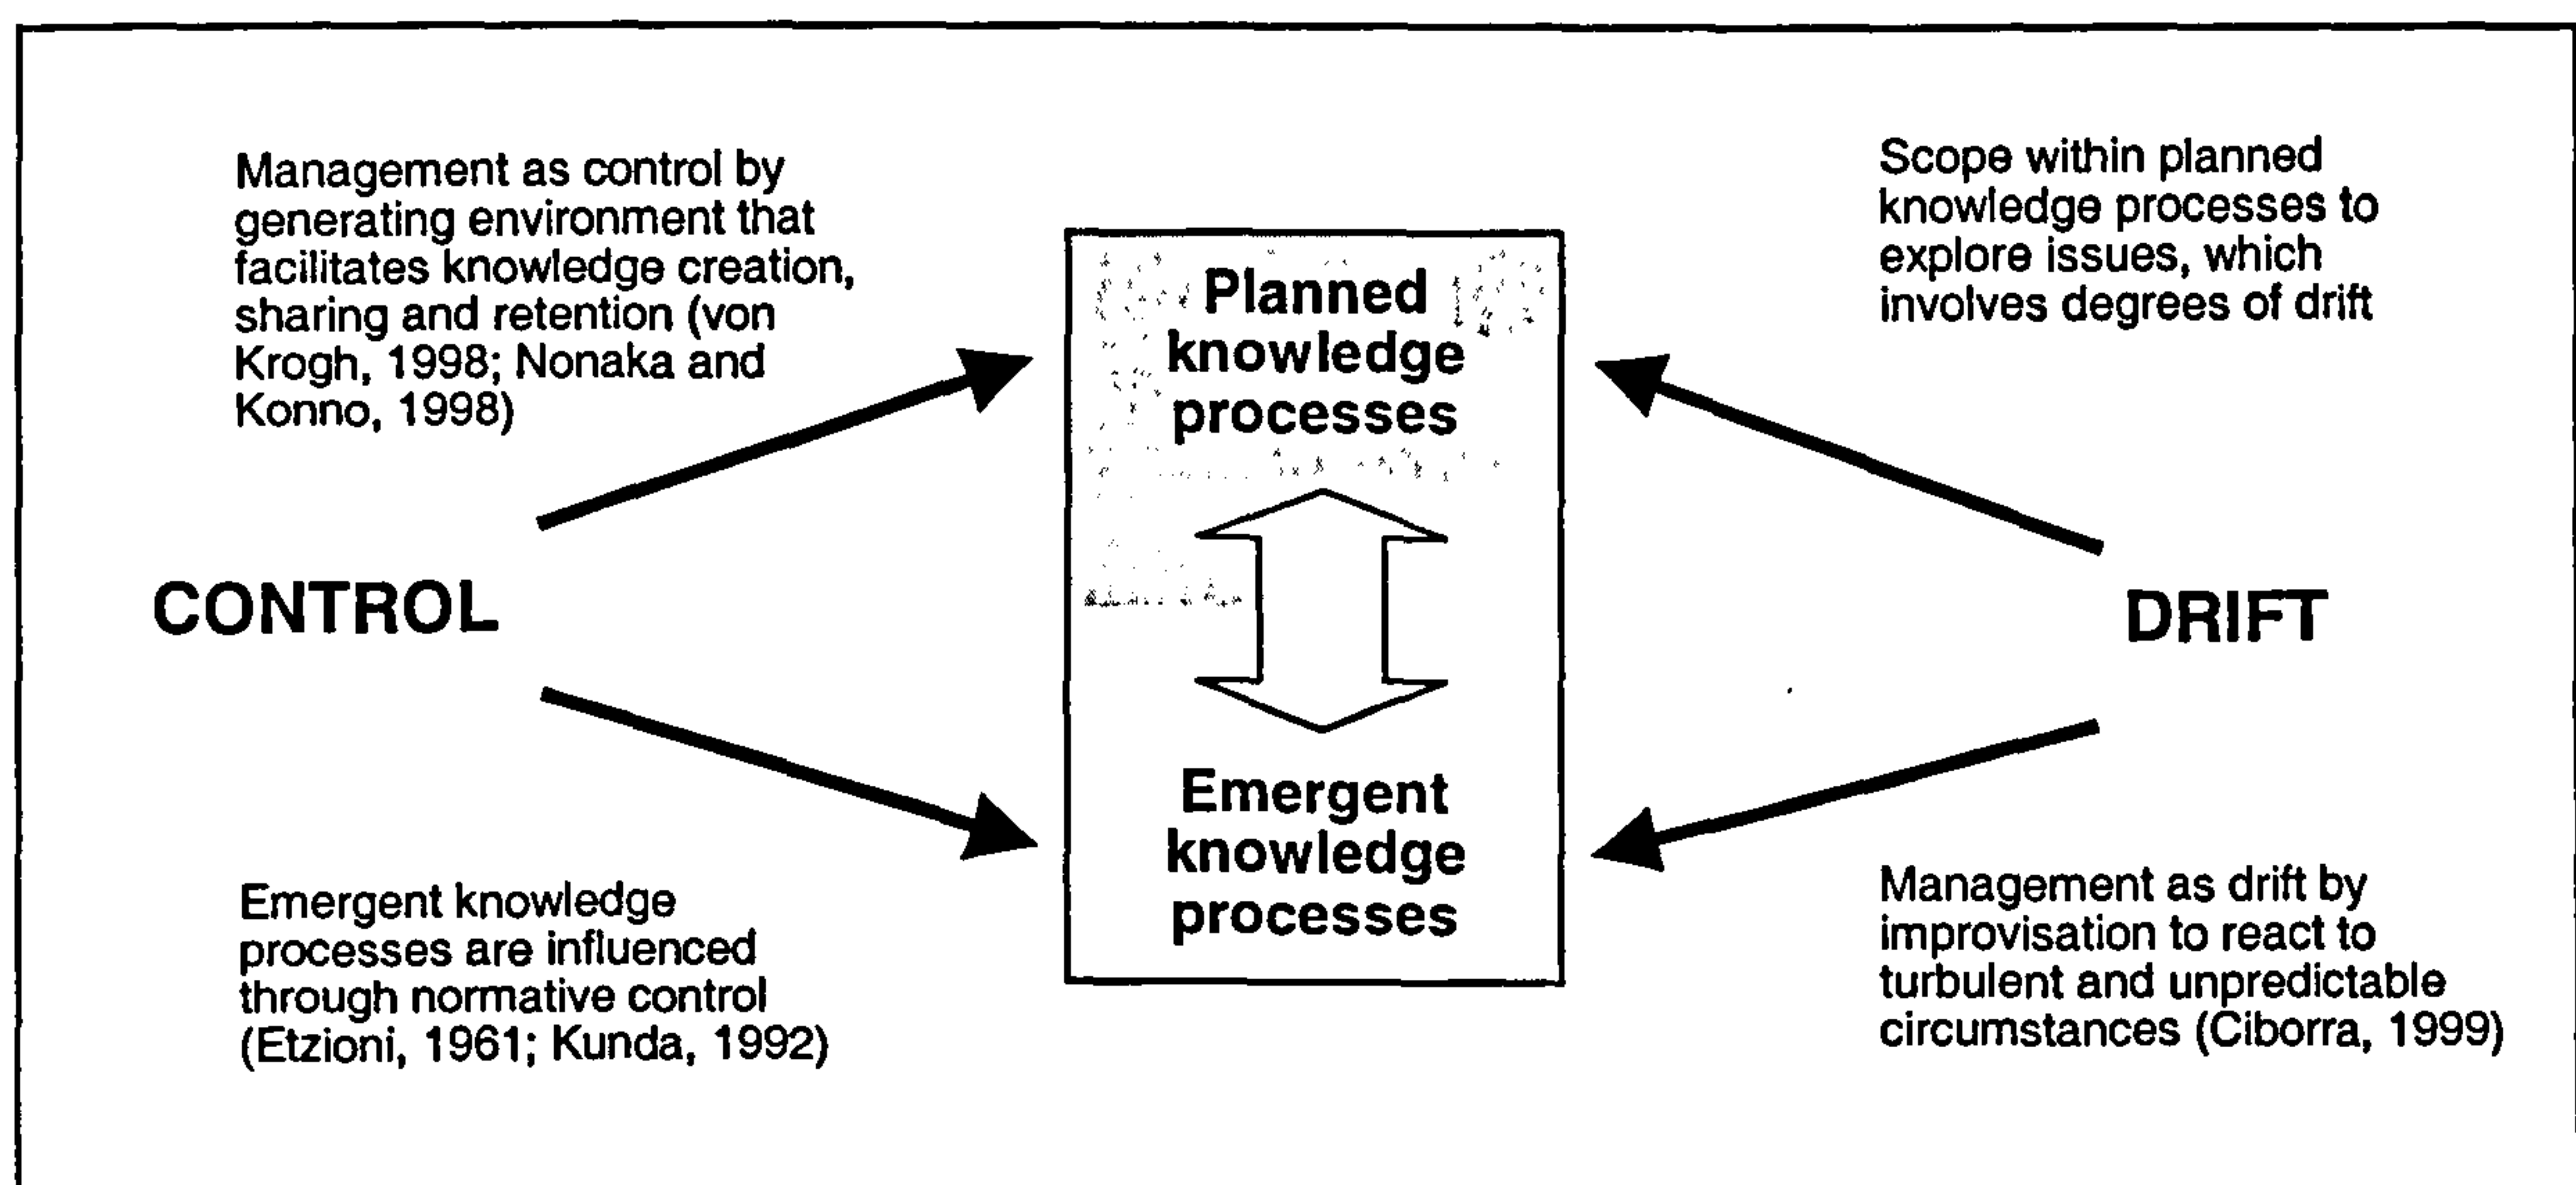 Management as control by
generating environment that
facilitates knowledge creation,
sharing and retention (von
Krogh, 1998; Nonaka and
Konno, 1998)
Scope within planned
knowledge processes to
explore issues, which
involves degrees of drift
Planned
knowledge
processes
CONTROL
DRIFT
Emergent
knowledge
processes
Emergent knowledge
processes are influenced
through normative control
(Etzioni, 1961; Kunda, 1992)
Management as drift by
improvisation to react to
turbulent and unpredictable
circumstances (Ciborra, 1999)